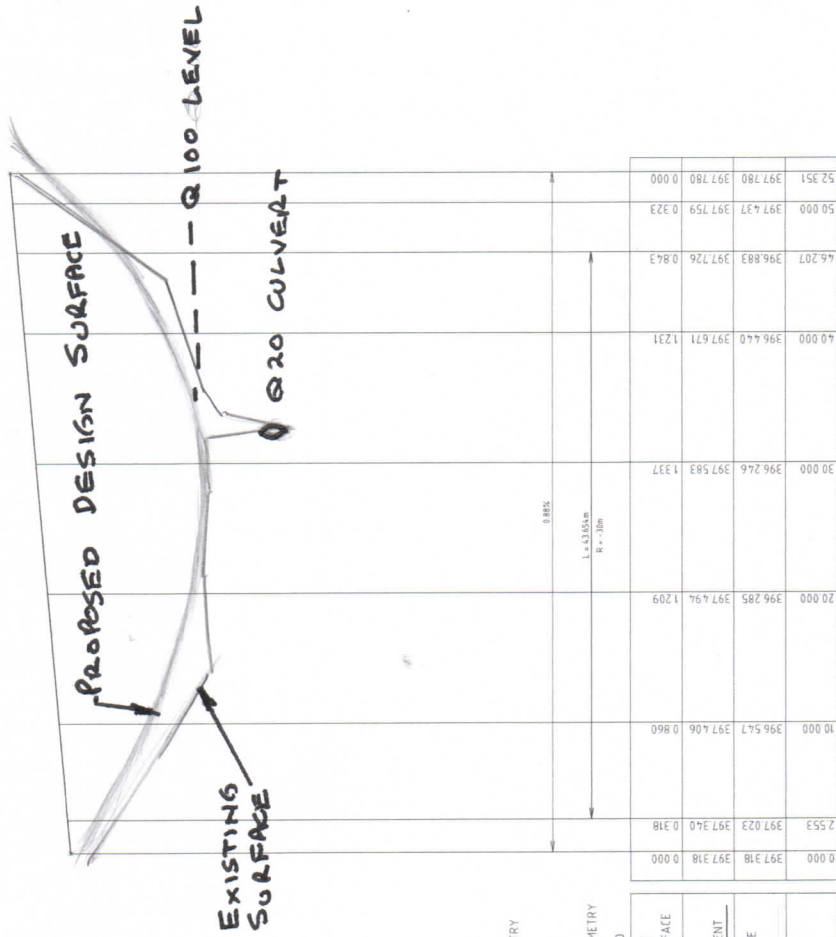 PROPOSED DESIGN SURFACE
Q100 LEVEL
Q20 CULVERT
EXISTING
SURFACE
0.88%
L = 43.654m
R = -30m
0.000 0.318 0.860 1.209 1.337 1.231 0.843 0.323 0.000
397.318 397.340 397.406 397.494 397.583 397.671 397.726 397.759 397.780
397.318 397.023 396.547 396.285 396.246 396.440 396.883 397.437 397.780
0.000 2.553 10.000 20.000 30.000 40.000 46.207 50.000 52.351